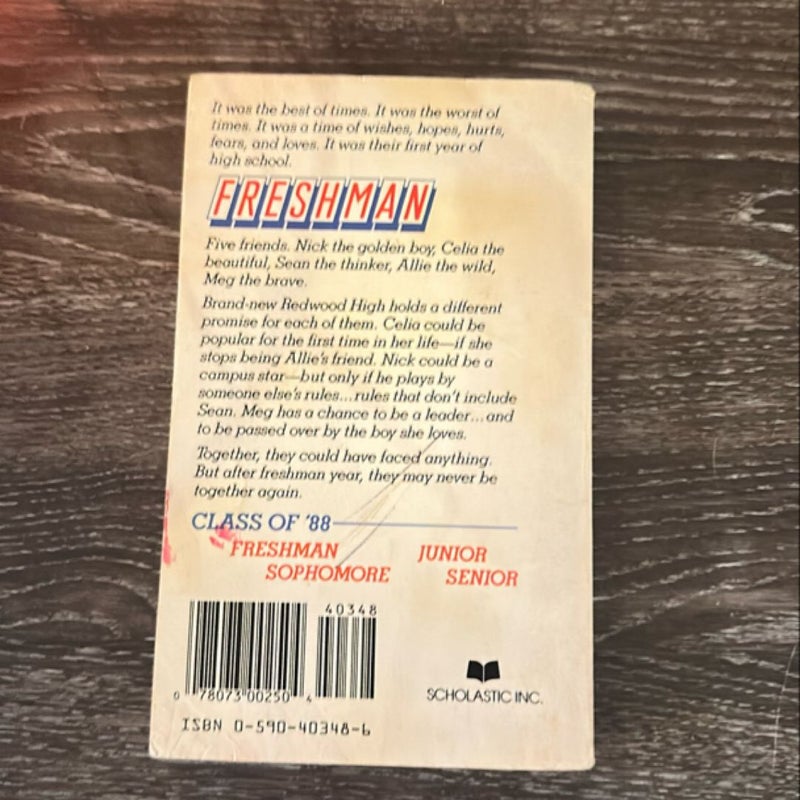 It was the best of times. It was the worst of
times. It was a time of wishes, hopes, hurts,
fears, and loves. It was their first year of
high school.
FRESHMAN
Five friends. Nick the golden boy, Celia the
beautiful, Sean the thinker, Allie the wild,
Meg the brave.
Brand-new Redwood High holds a different
promise for each of them. Celia could be
popular for the first time in her life—if she
stops being Allie's friend. Nick could be a
campus star—but only if he plays by
someone else's rules...rules that don't include
Sean. Meg has a chance to be a leader...and
to be passed over by the boy she loves.
Together, they could have faced anything.
But after freshman year, they may never be
together again.
CLASS OF '88
FRESHMAN JUNIOR
SOPHOMORE SENIOR
40348
0 78073 00250 4
SCHOLASTIC INC.
ISBN 0-590-40348-6